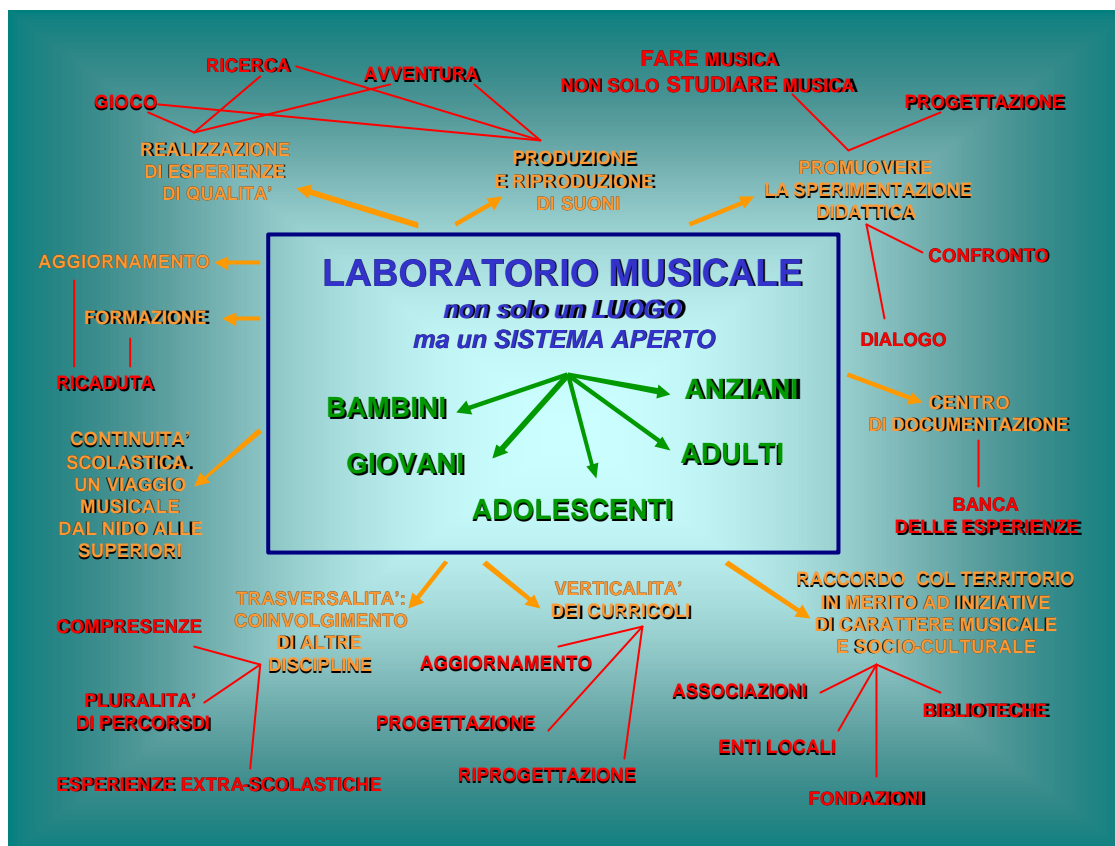 RICERCA
AVVENTURA
GIOCO
FARE MUSICA
NON SOLO STUDIARE MUSICA
PROGETTAZIONE
REALIZZAZIONE
DI ESPERIENZE
DI QUALITA'
PRODUZIONE
E RIPRODUZIONE
DI SUONI
PROMUOVERE
LA SPERIMENTAZIONE
DIDATTICA
CONFRONTO
DIALOGO
AGGIORNAMENTO
FORMAZIONE
RICADUTA
LABORATORIO MUSICALE
non solo un LUOGO
ma un SISTEMA APERTO
BAMBINI
GIOVANI
ADOLESCENTI
ADULTI
ANZIANI
CENTRO
DI DOCUMENTAZIONE
BANCA
DELLE ESPERIENZE
CONTINUITA'
SCOLASTICA.
UN VIAGGIO
MUSICALE
DAL NIDO ALLE
SUPERIORI
TRASVERSALITA':
COINVOLGIMENTO
DI ALTRE
DISCIPLINE
COMPRESENZE
PLURALITA'
DI PERCORSDI
ESPERIENZE EXTRA-SCOLASTICHE
VERTICALITA'
DEI CURRICOLI
AGGIORNAMENTO
PROGETTAZIONE
RIPROGETTAZIONE
RACCORDO COL TERRITORIO
IN MERITO AD INIZIATIVE
DI CARATTERE MUSICALE
E SOCIO-CULTURALE
ASSOCIAZIONI
ENTI LOCALI
FONDAZIONI
BIBLIOTECHE